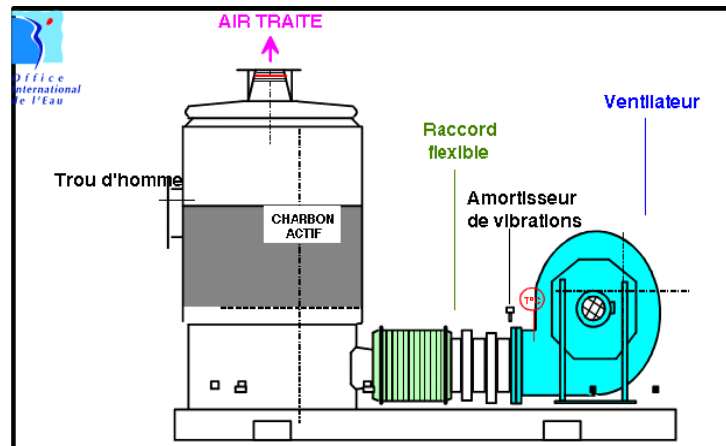 AIR TRAITE
Office
International
de l'Eau
Ventilateur
Raccord
flexible
Trou d'homme
Amortisseur
de vibrations
CHARBON
ACTIF
T°C